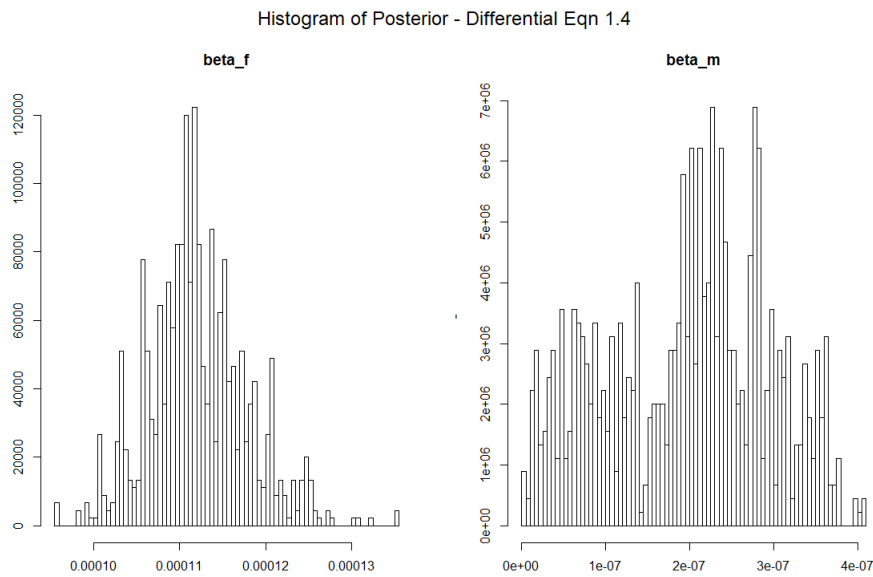 Histogram of Posterior - Differential Eqn 1.4
beta_f
120000
100000
80000
60000
40000
20000
0
0.00010 0.00011 0.00012 0.00013
beta_m
7e+06
6e+06
5e+06
4e+06
3e+06
2e+06
1e+06
0e+00
0e+00 1e-07 2e-07 3e-07 4e-07